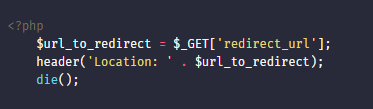 <?php
$url_to_redirect = $_GET['redirect_url'];
header('Location: ' . $url_to_redirect);
die();